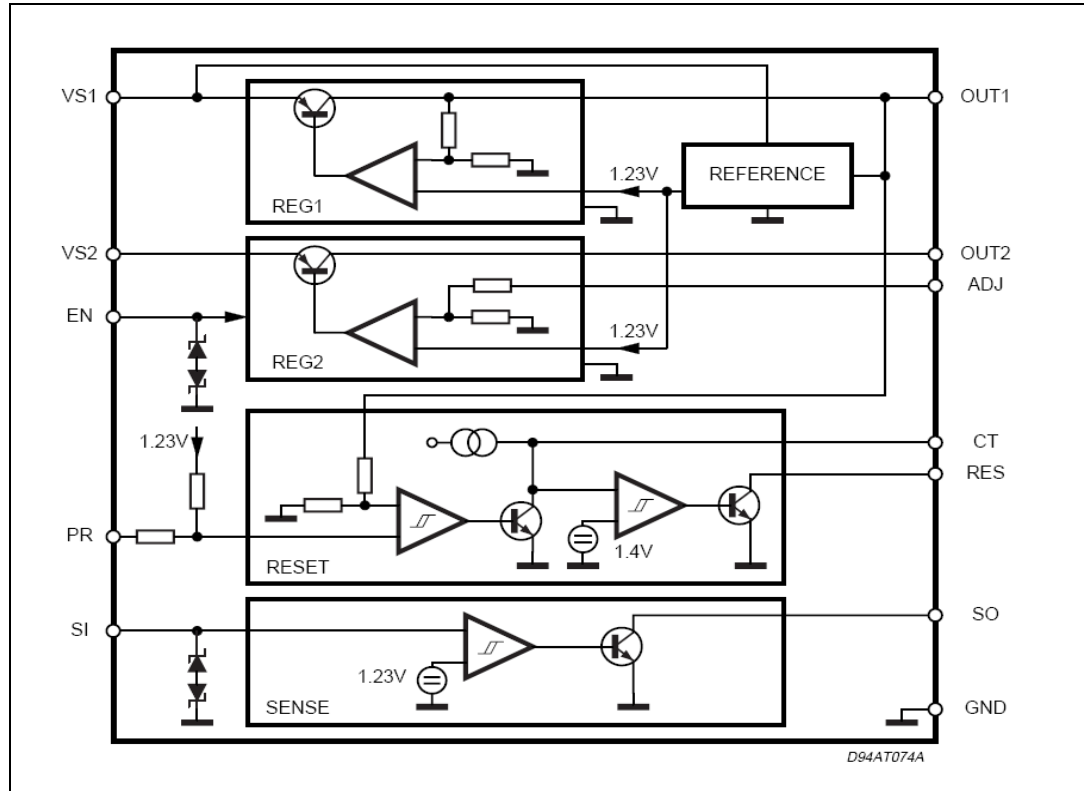 VS1
OUT1
REFERENCE
1.23V
REG1
VS2
OUT2
ADJ
EN
1.23V
REG2
1.23V
CT
RES
PR
1.4V
RESET
SI
SO
1.23V
SENSE
GND
D94AT074A